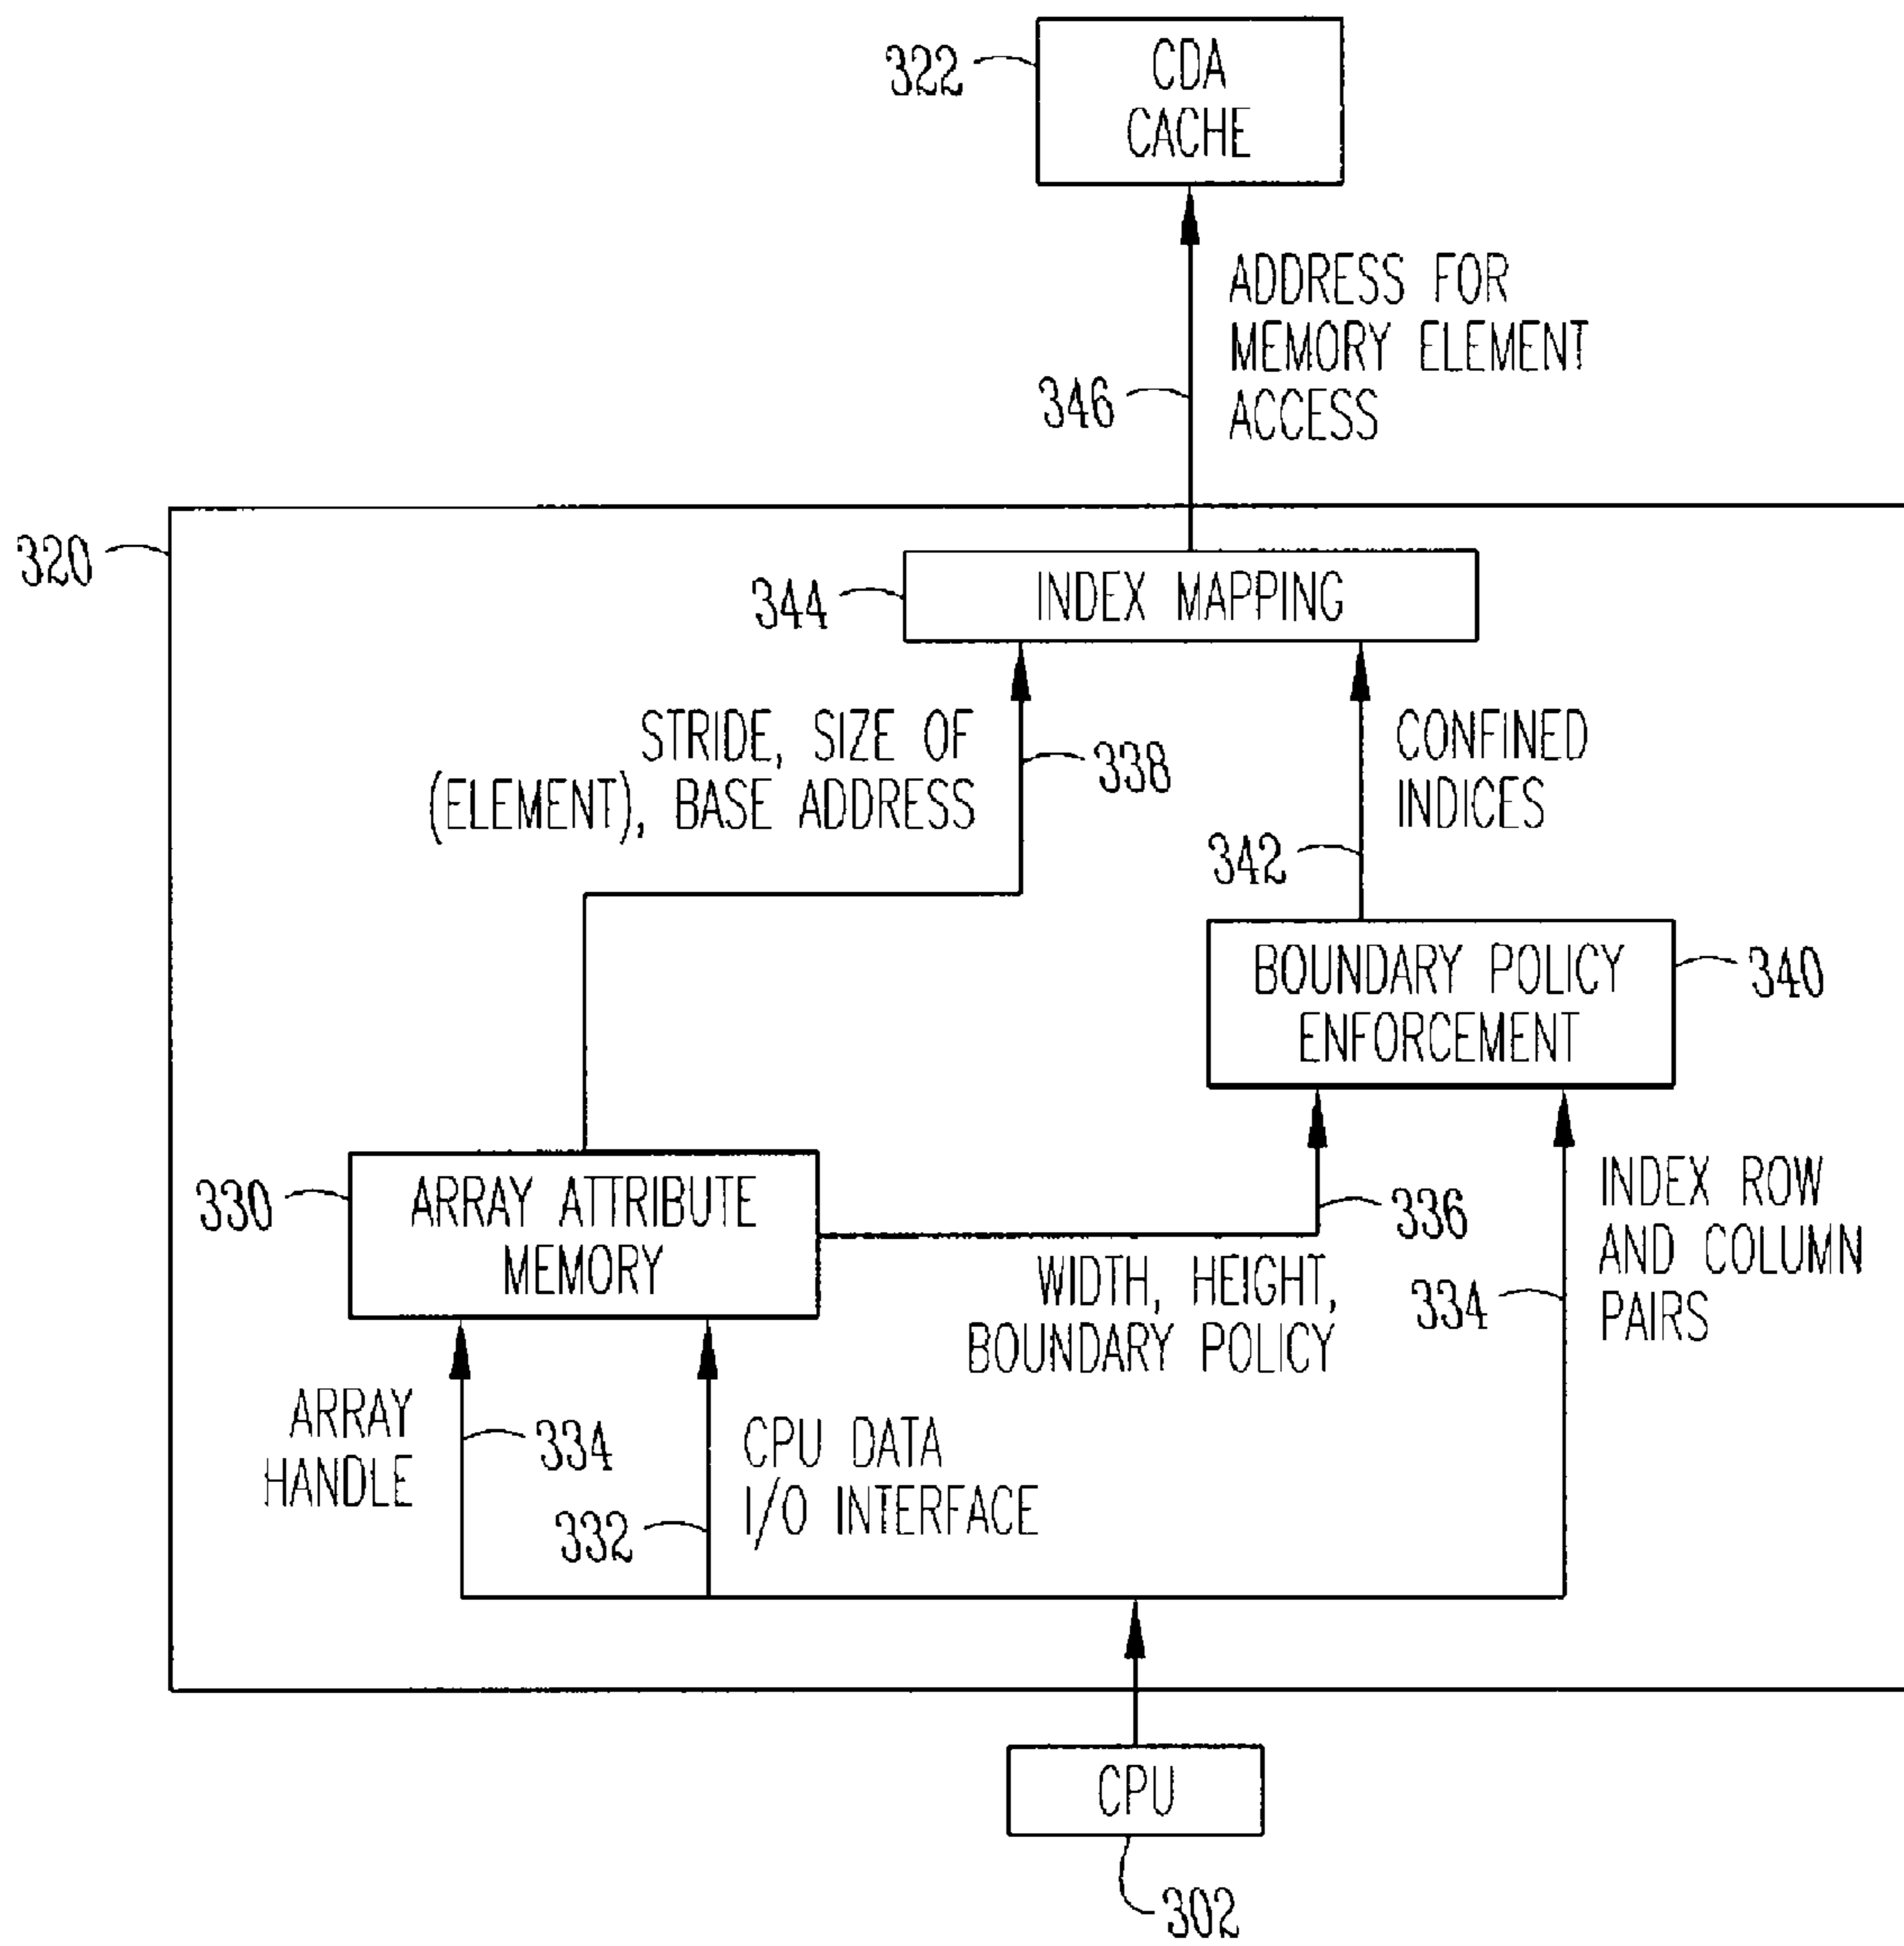 322
CDA
CACHE
ADDRESS FOR
MEMORY ELEMENT
ACCESS
346
320
344
INDEX MAPPING
STRIDE, SIZE OF
(ELEMENT), BASE ADDRESS
338
CONFINED
INDICES
342
BOUNDARY POLICY
ENFORCEMENT
340
330
ARRAY ATTRIBUTE
MEMORY
336
WIDTH, HEIGHT,
BOUNDARY POLICY
334
INDEX ROW
AND COLUMN
PAIRS
ARRAY
HANDLE
334
332
CPU DATA
I/O INTERFACE
CPU
302